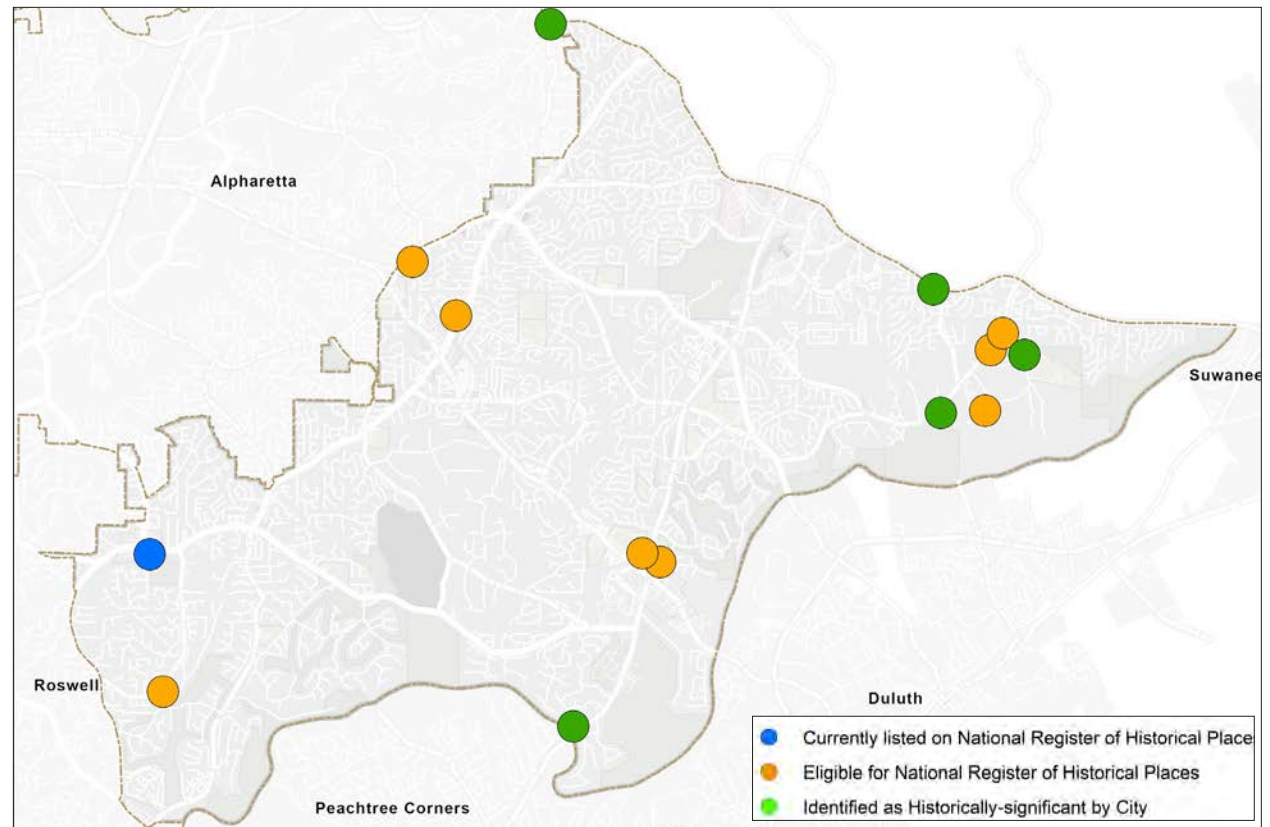 Alpharetta
Suwanee
Roswell
Duluth
Peachtree Corners
Currently listed on National Register of Historical Places
Eligible for National Register of Historical Places
Identified as Historically-significant by City